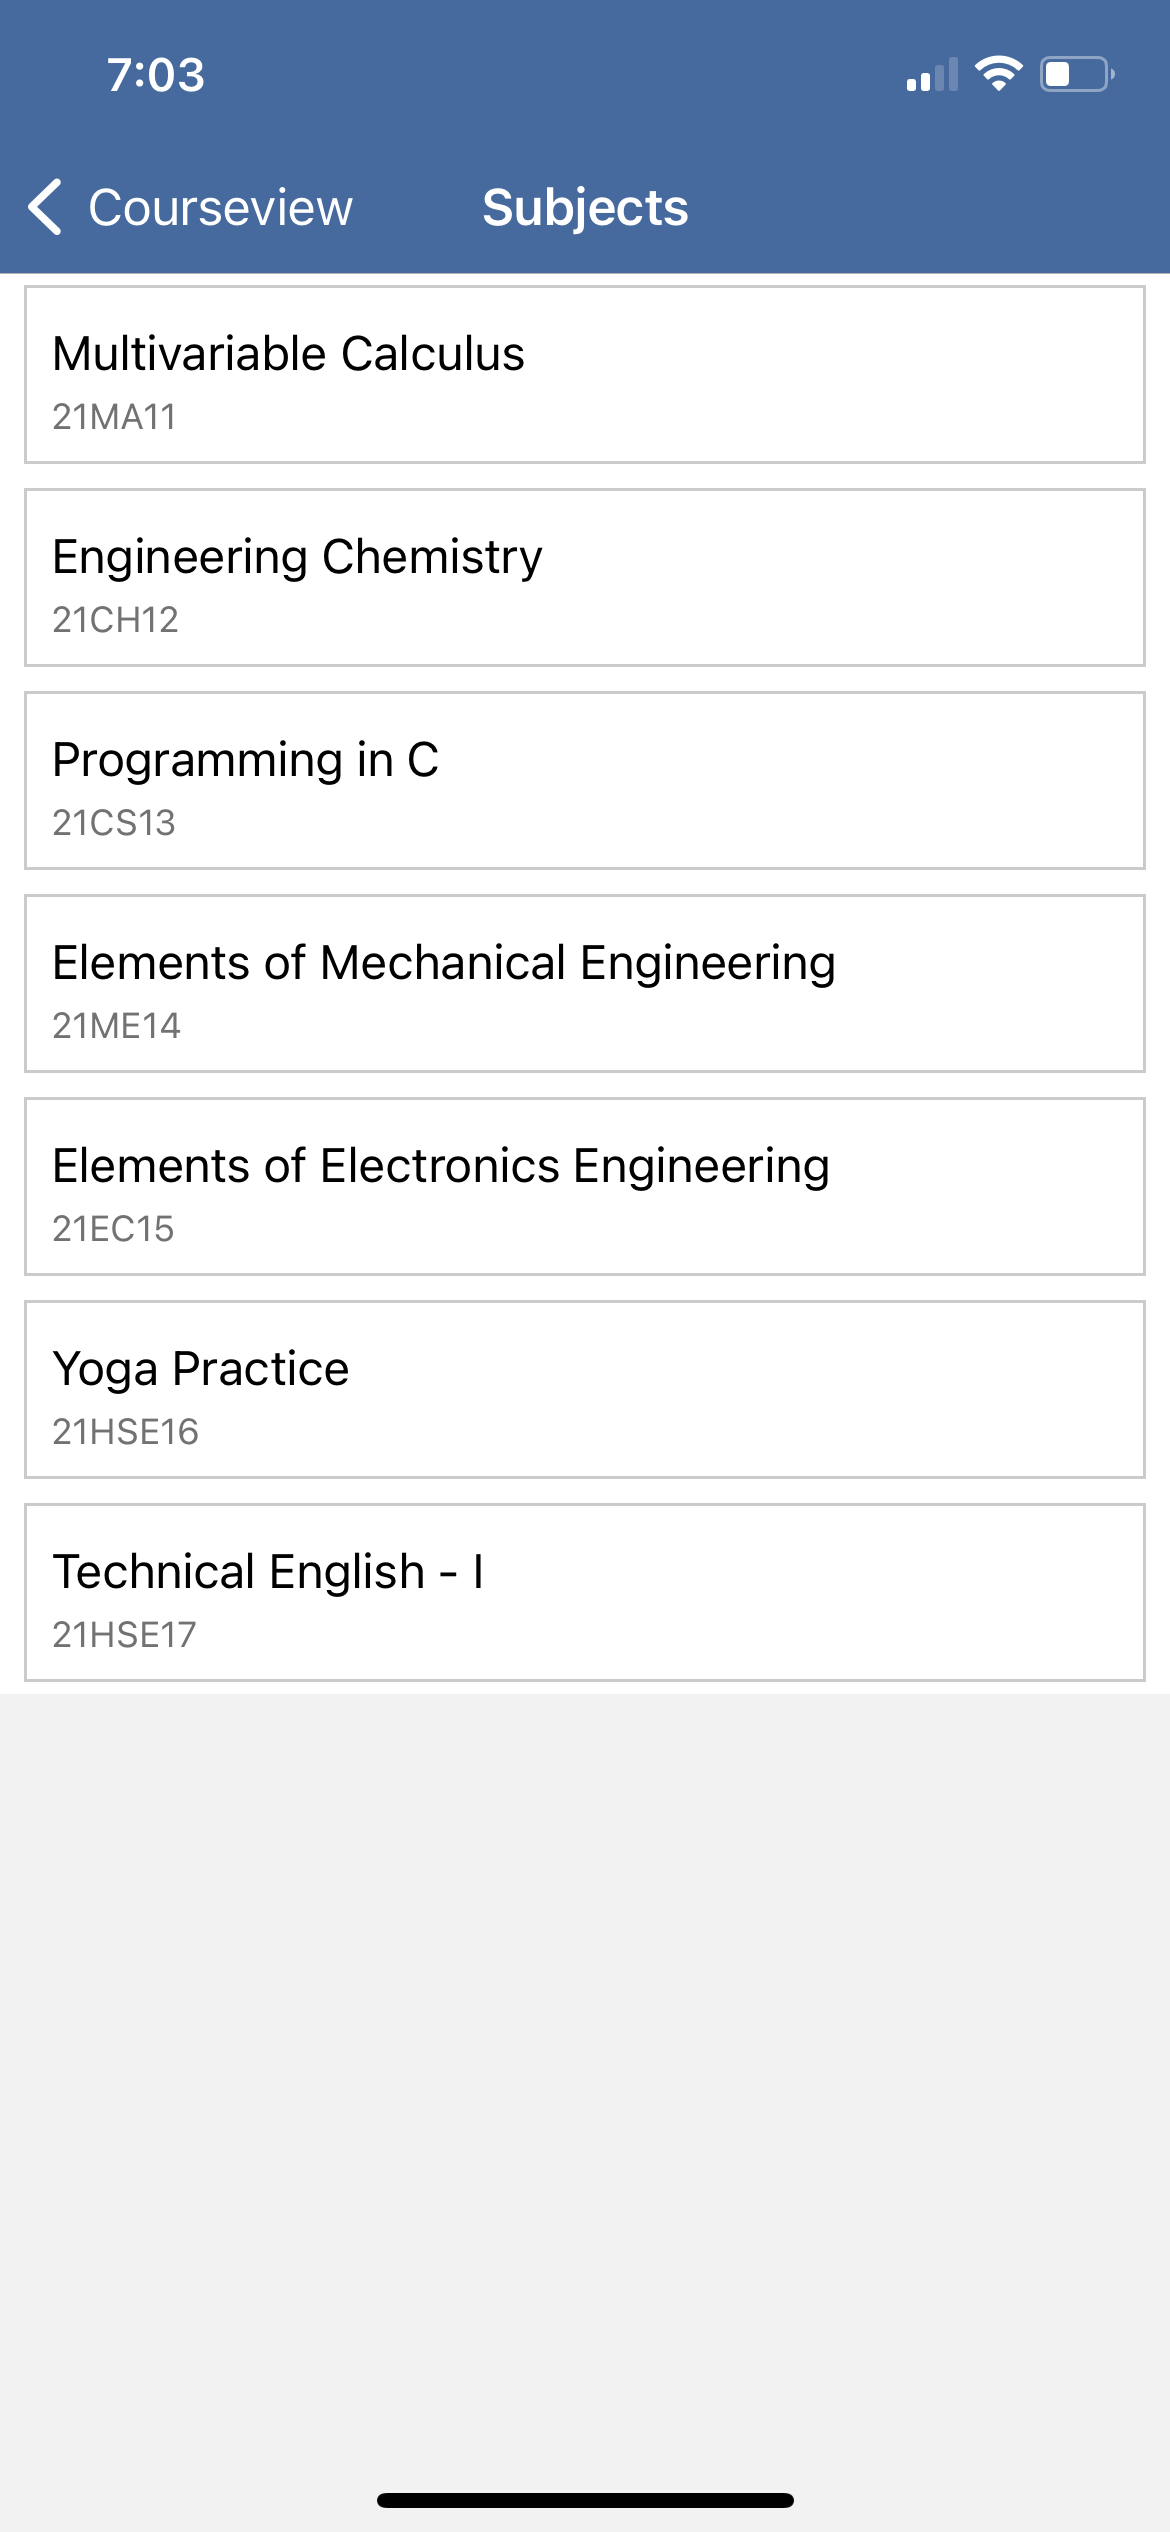 7:03
Courseview
Subjects
Multivariable Calculus
21MA11
Engineering Chemistry
21CH12
Programming in C
21CS13
Elements of Mechanical Engineering
21ME14
Elements of Electronics Engineering
21EC15
Yoga Practice
21HSE16
Technical English - I
21HSE17